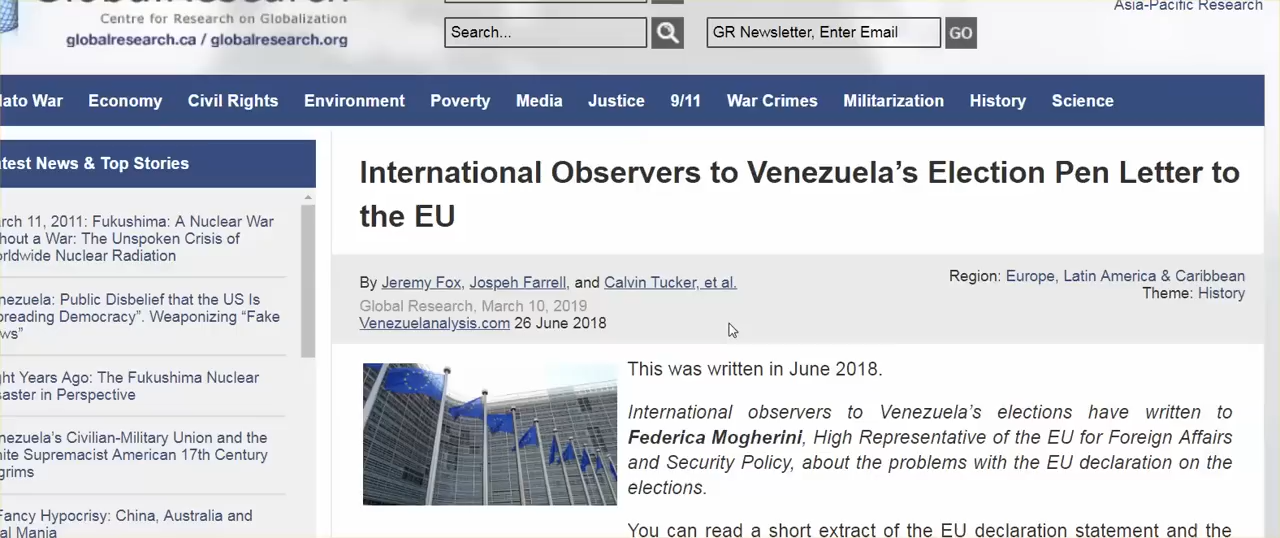 Centre for Research on Globalization
globalresearch.ca / globalresearch.org
Asia-Pacific Research
Search...
GR Newsletter, Enter Email
GO
War
Economy
Civil Rights
Environment
Poverty
Media
Justice
9/11
War Crimes
Militarization
History
Science
News & Top Stories
11, 2011: Fukushima: A Nuclear War
a War: The Unspoken Crisis of
Nuclear Radiation
Public Disbelief that the US Is
Democracy”. Weaponizing “Fake
Years Ago: The Fukushima Nuclear
in Perspective
Civilian-Military Union and the
Supremacist American 17th Century
Fancy Hypocrisy: China, Australia and
Mania
International Observers to Venezuela’s Election Pen Letter to
the EU
By Jeremy Fox, Jospeh Farrell, and Calvin Tucker, et al.
Global Research, March 10, 2019
Venezuelanalysis.com 26 June 2018
Region: Europe, Latin America & Caribbean
Theme: History
This was written in June 2018.
International observers to Venezuela’s elections have written to
Federica Mogherini, High Representative of the EU for Foreign Affairs
and Security Policy, about the problems with the EU declaration on the
elections.
You can read a short extract of the EU declaration statement and the